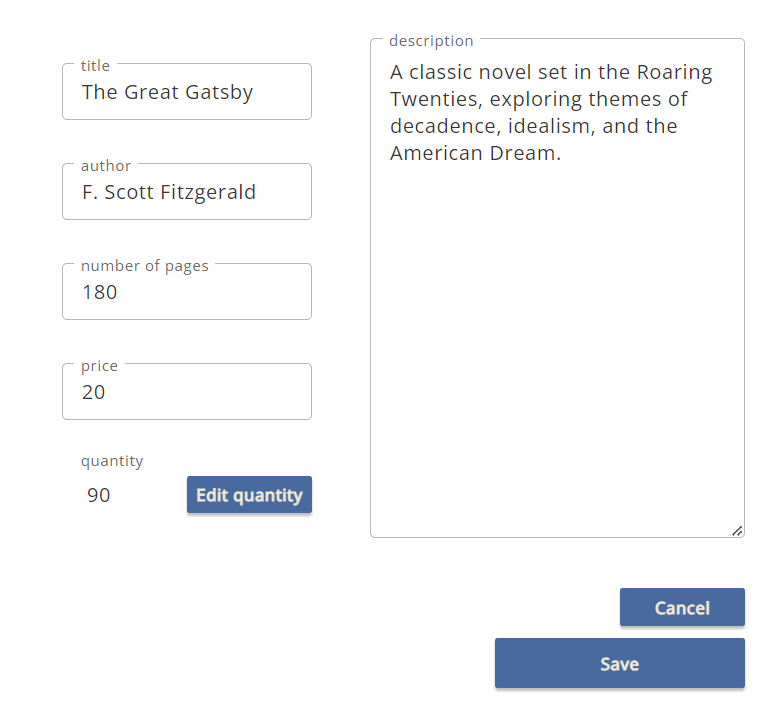 title
The Great Gatsby
author
F. Scott Fitzgerald
number of pages
180
price
20
quantity
90
Edit quantity
description
A classic novel set in the Roaring
Twenties, exploring themes of
decadence, idealism, and the
American Dream.
Cancel
Save